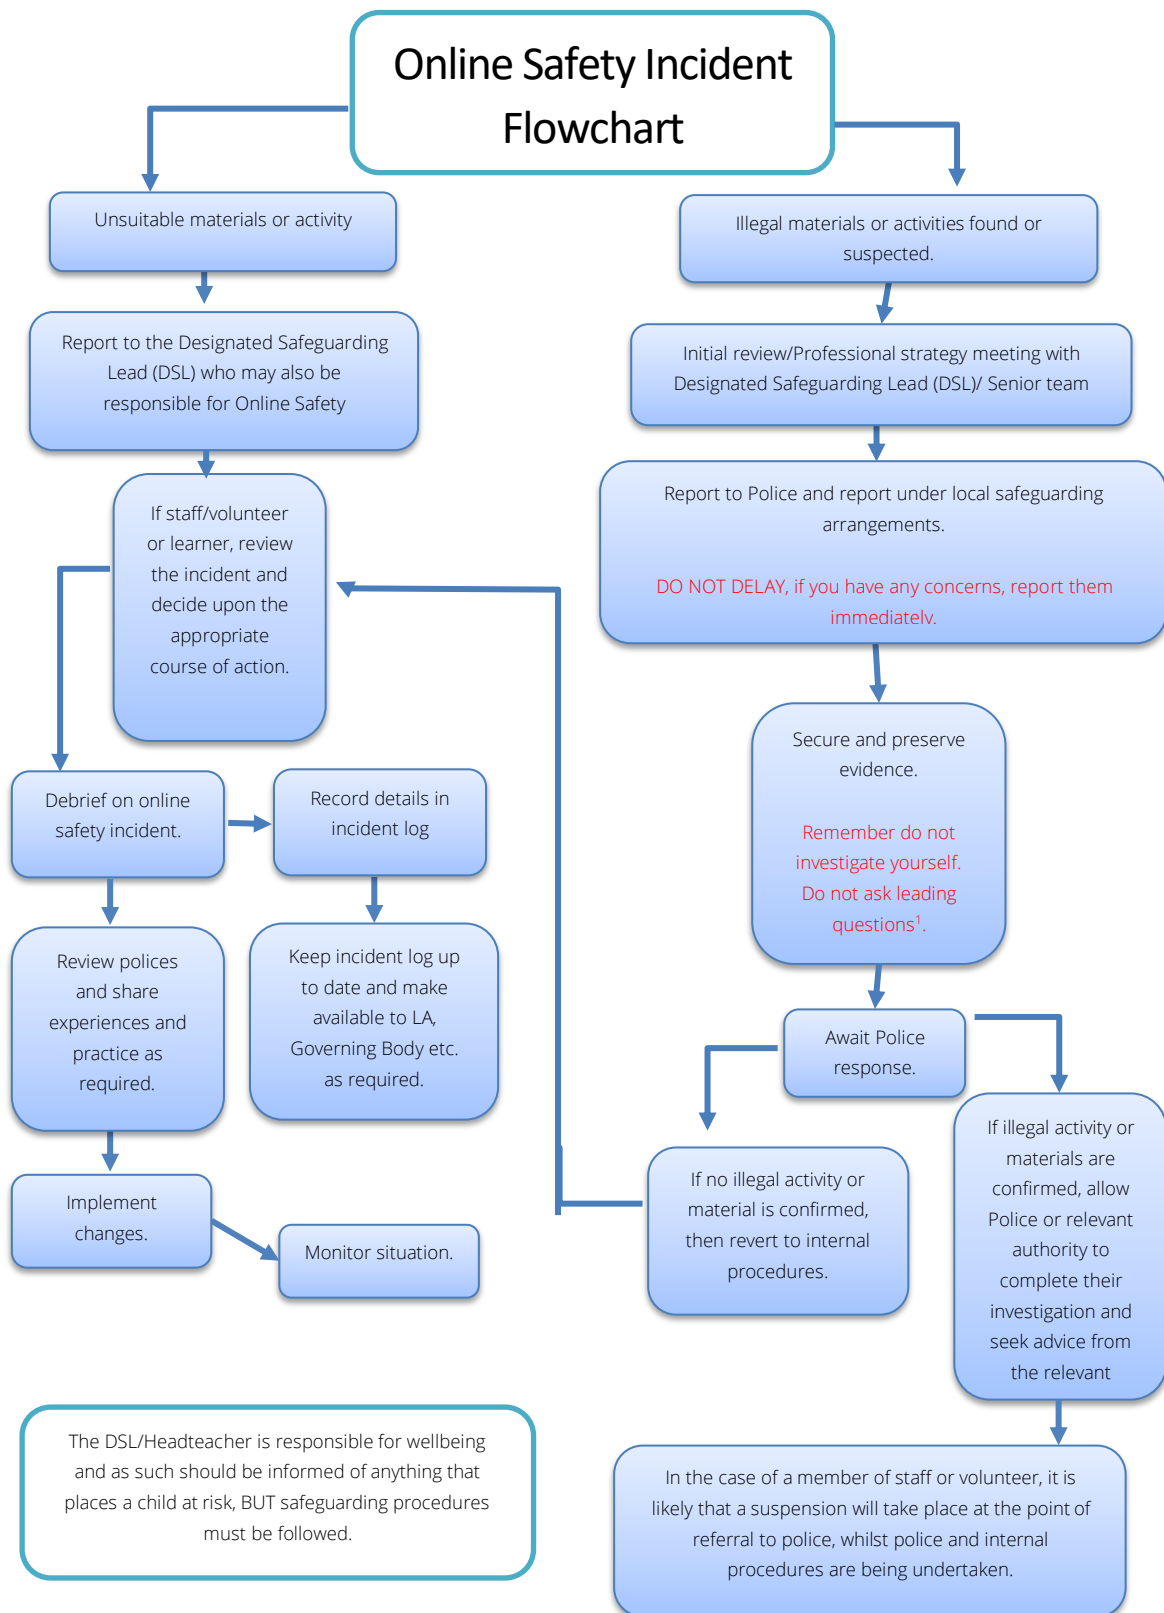 Online Safety Incident
Flowchart
Unsuitable materials or activity
Report to the Designated Safeguarding
Lead (DSL) who may also be
responsible for Online Safety
If staff/volunteer
or learner, review
the incident and
decide upon the
appropriate
course of action.
Debrief on online
safety incident.
Record details in
incident log
Review polices
and share
experiences and
practice as
required.
Keep incident log up
to date and make
available to LA,
Governing Body etc.
as required.
Implement
changes.
Monitor situation.
Illegal materials or activities found or
suspected.
Initial review/Professional strategy meeting with
Designated Safeguarding Lead (DSL)/ Senior team
Report to Police and report under local safeguarding
arrangements.
DO NOT DELAY, if you have any concerns, report them
immediately.
Secure and preserve
evidence.
Remember do not
investigate yourself.
Do not ask leading
questions¹.
Await Police
response.
If no illegal activity or
material is confirmed,
then revert to internal
procedures.
If illegal activity or
materials are
confirmed, allow
Police or relevant
authority to
complete their
investigation and
seek advice from
the relevant
In the case of a member of staff or volunteer, it is
likely that a suspension will take place at the point of
referral to police, whilst police and internal
procedures are being undertaken.
The DSL/Headteacher is responsible for wellbeing
and as such should be informed of anything that
places a child at risk, BUT safeguarding procedures
must be followed.